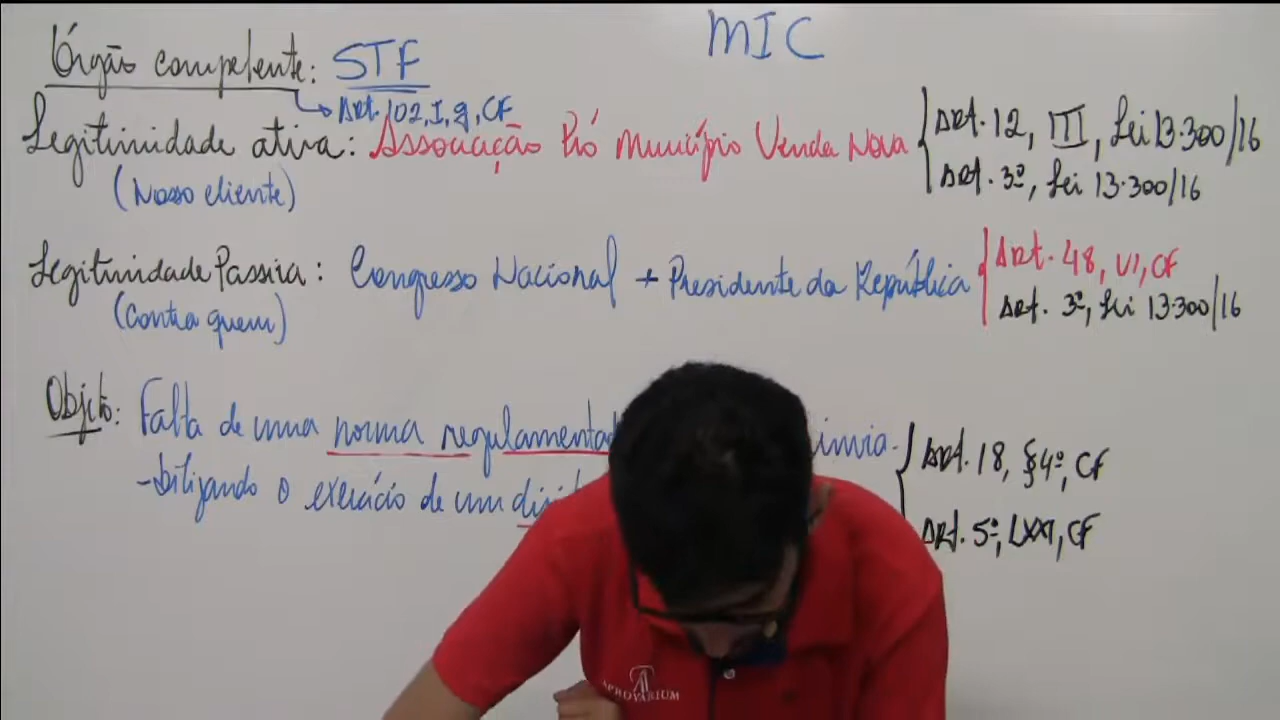 MIC
Órgão competente: STF
Art. 102, I, q, CF
Legitimidade ativa: Associação Pró Município Venda Nova
(Nosso cliente)
Art. 12, III, Lei 13.300/16
Art. 3º, Lei 13.300/16
Legitimidade Passiva: Congresso Nacional + Presidente da República
(Contra quem)
Art. 48, VI, CF
Art. 3º, Lei 13.300/16
Objeto: Falta de uma norma regulamentad
-bilizando o exercício de um
Art. 18, §4º, CF
Art. 5º, LXXI, CF
APROVARIUM